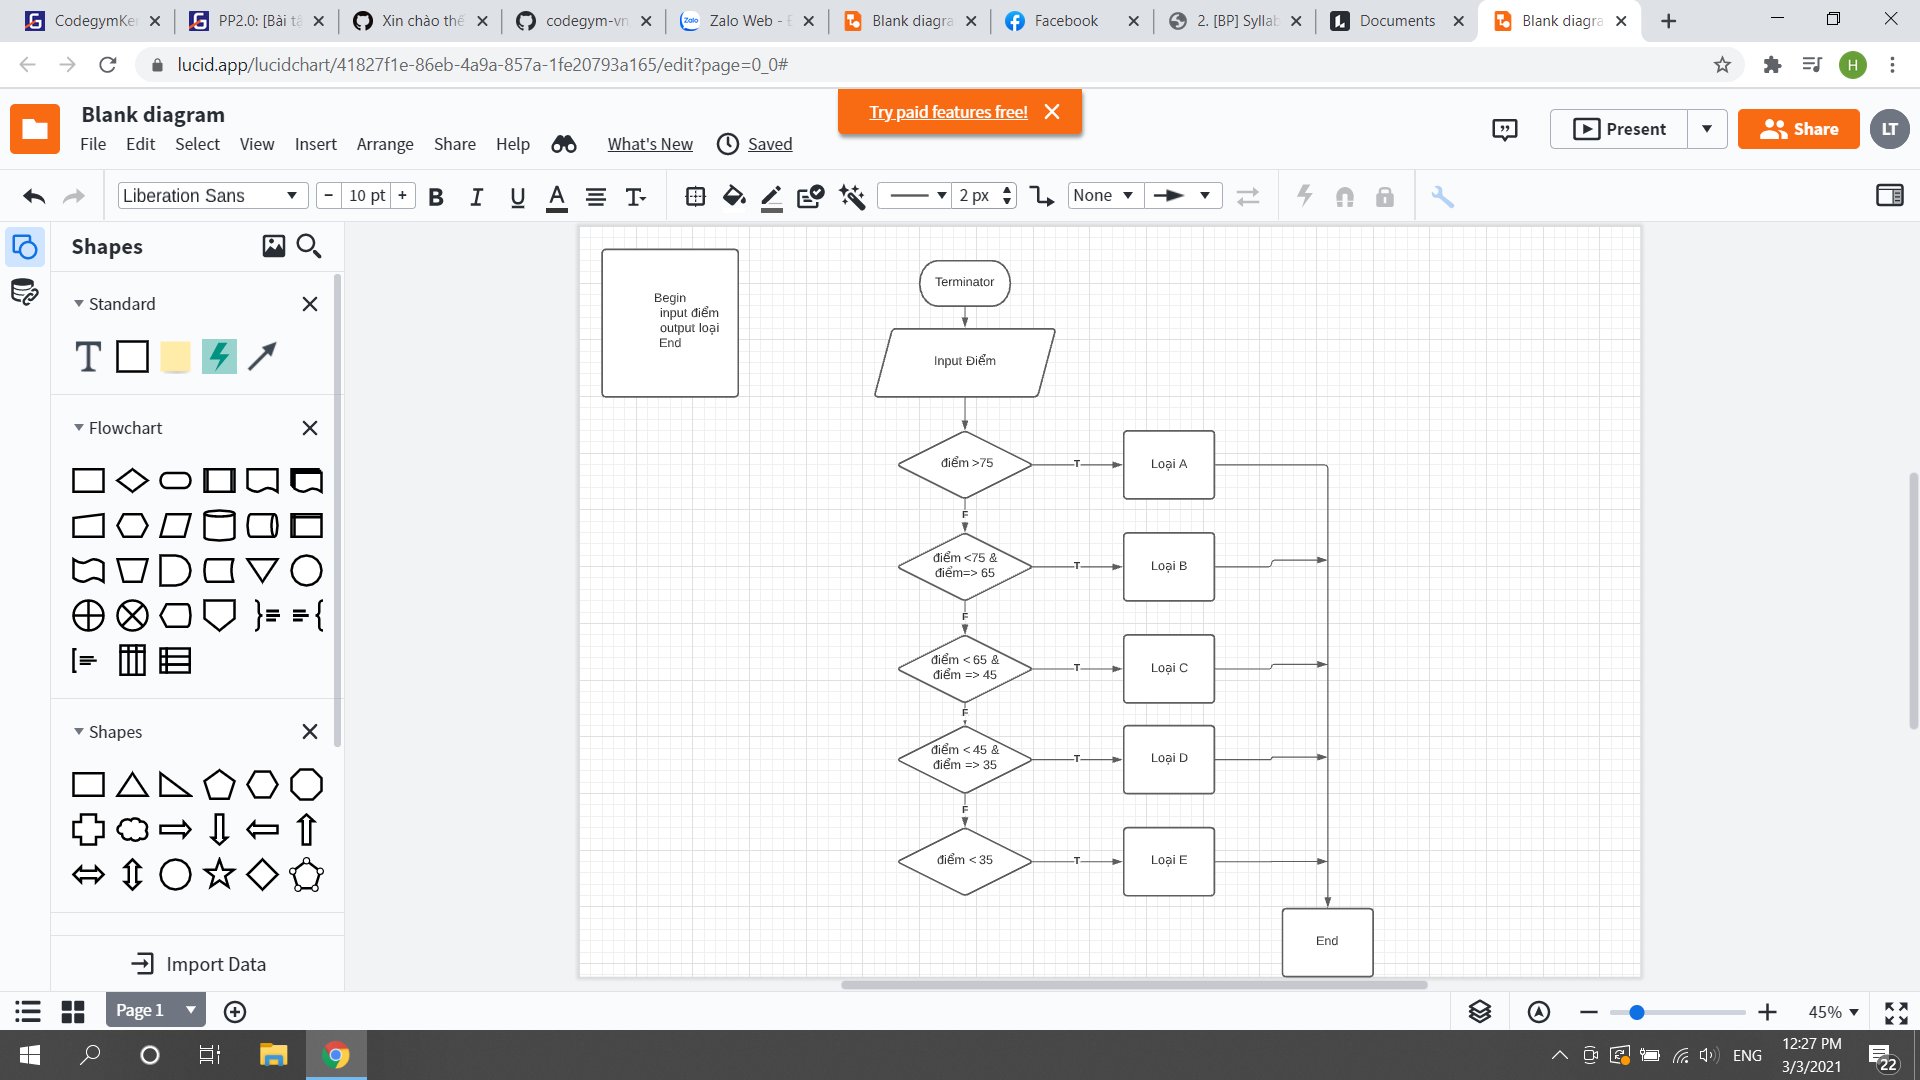 CodegymKe
PP2.0: [Bài tậ
Xin chào thế
codegym-vn
Zalo Web - Đ
Blank diagra
Facebook
2. [BP] Syllab
Documents
Blank diagra
lucid.app/lucidchart/41827f1e-86eb-4a9a-857a-1fe20793a165/edit?page=0_0#
H
Blank diagram
Try paid features free!
File Edit Select View Insert Arrange Share Help What's New Saved
Present
Share
LT
Liberation Sans
- 10 pt +
B I U A T
2 px
None
Shapes
Standard
T
Flowchart
Shapes
Import Data
Begin
input điểm
output loại
End
Terminator
Input Điểm
điểm >75
T
Loại A
F
điểm <75 &
điểm=> 65
T
Loại B
F
điểm < 65 &
điểm => 45
T
Loại C
F
điểm < 45 &
điểm => 35
T
Loại D
F
điểm < 35
T
Loại E
End
Page 1
45%
ENG
12:27 PM
3/3/2021
22